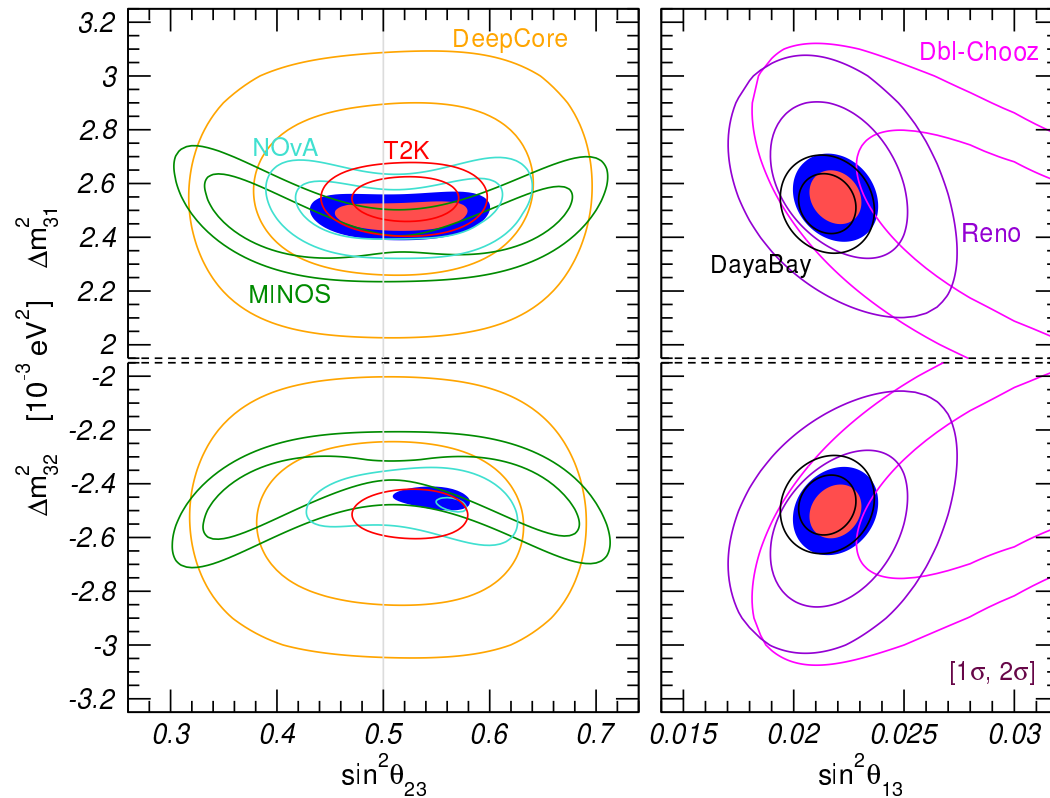 3.2
3
2.8
2.6
2.4
2.2
2
-2
-2.2
-2.4
-2.6
-2.8
-3
-3.2
Δm²₃₁
[10⁻³ eV²]
Δm²₃₂
DeepCore
NOvA
T2K
MINOS
Dbl-Chooz
Reno
DayaBay
[1σ, 2σ]
0.3 0.4 0.5 0.6 0.7
0.015 0.02 0.025 0.03
sin²θ₂₃
sin²θ₁₃